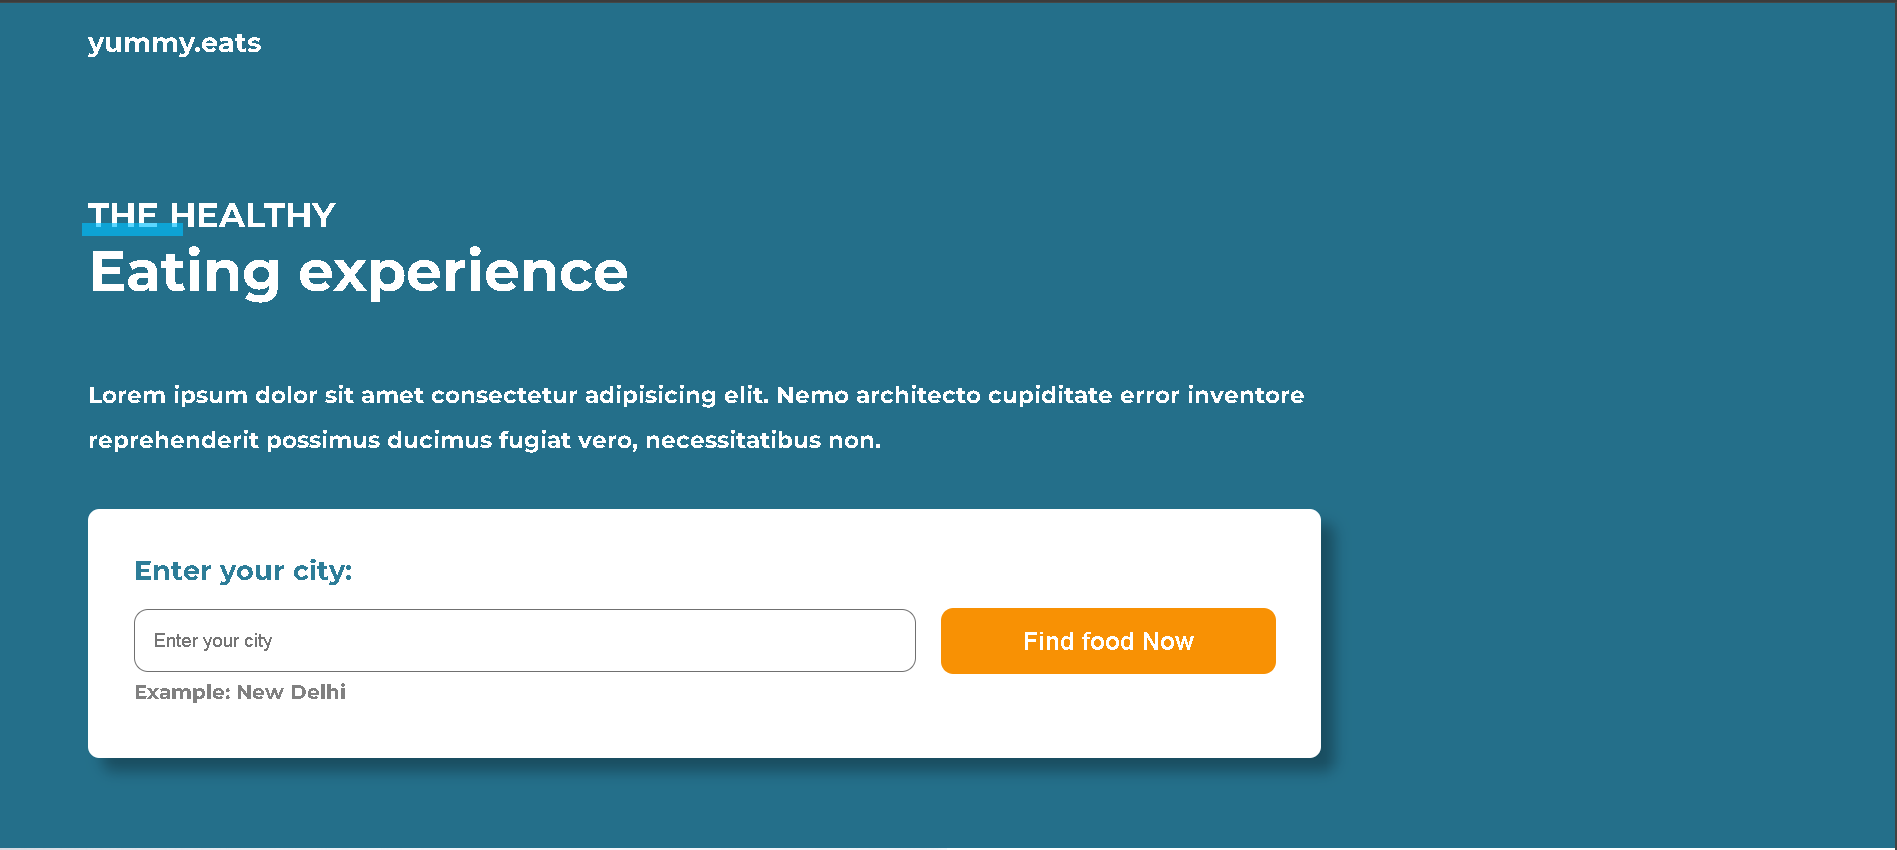 yummy.eats
THE HEALTHY
Eating experience
Lorem ipsum dolor sit amet consectetur adipisicing elit. Nemo architecto cupiditate error inventore
reprehenderit possimus ducimus fugiat vero, necessitatibus non.
Enter your city:
Enter your city
Find food Now
Example: New Delhi